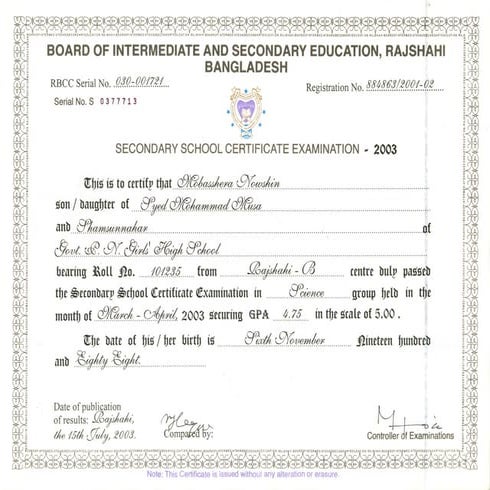 BOARD OF INTERMEDIATE AND SECONDARY EDUCATION, RAJSHAHI
BANGLADESH
RBCC Serial No. 030-001721
Registration No. 884863/2001-02
Serial No. S 0377713
SECONDARY SCHOOL CERTIFICATE EXAMINATION - 2003
This is to certify that Mobasshera Nowshin
son / daughter of Syed Mohammad Musa
and Shamsunnahar of
Govt. P. N. Girls' High School
bearing Roll No. 101235 from Rajshahi - B centre duly passed
the Secondary School Certificate Examination in Science group held in the
month of March - April, 2003 securing GPA 4.75 in the scale of 5.00 .
The date of his / her birth is Sixth November Nineteen hundred
and Eighty Eight.
Date of publication
of results: Rajshahi,
the 15th July, 2003.
Compared by:
Controller of Examinations
Note: This Certificate is issued without any alteration or erasure.